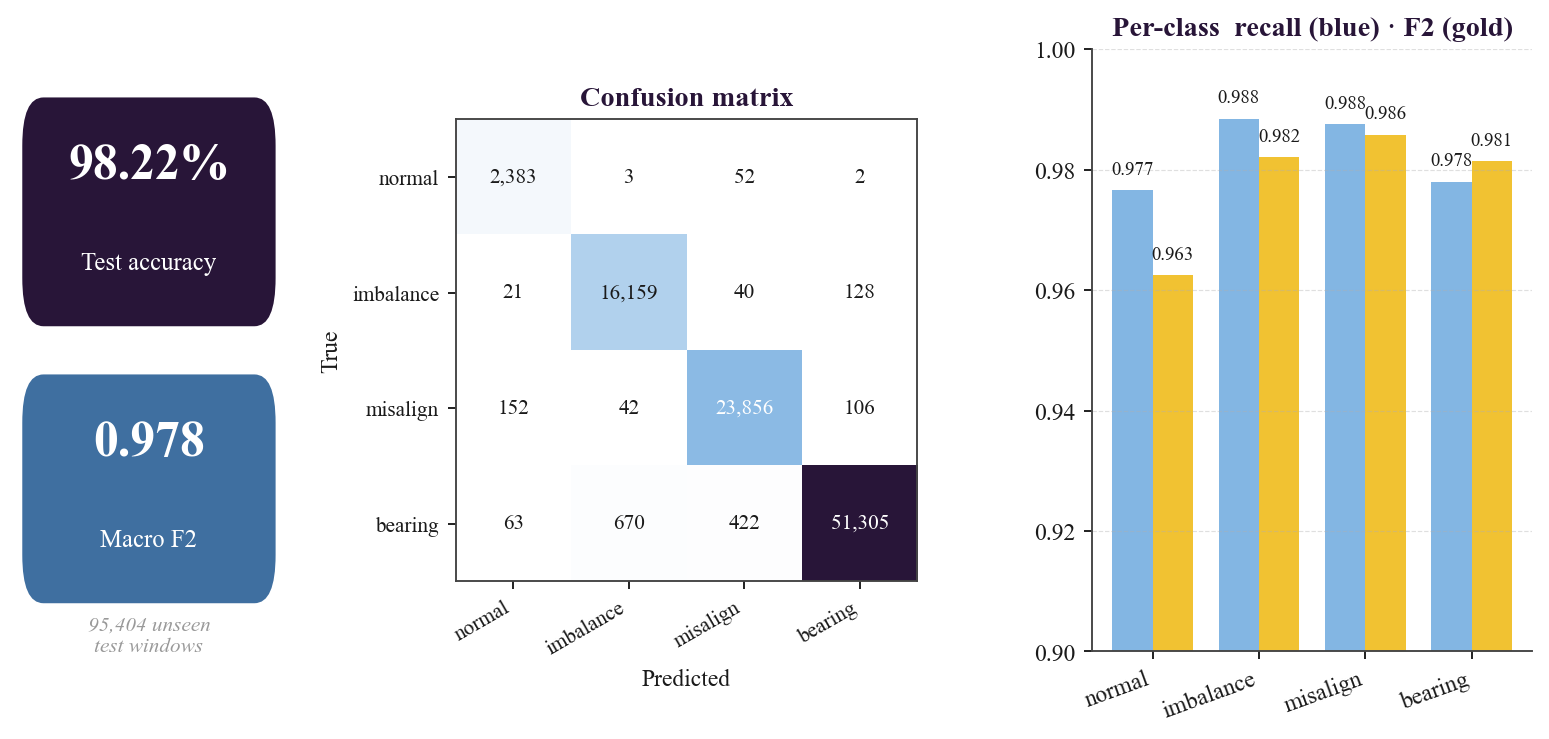 98.22%
Test accuracy
0.978
Macro F2
95,404 unseen
test windows
Confusion matrix
True
normal
2,383
3
52
2
imbalance
21
16,159
40
128
misalign
152
42
23,856
106
bearing
63
670
422
51,305
normal
imbalance
misalign
bearing
Predicted
Per-class recall (blue) · F2 (gold)
1.00
0.98
0.96
0.94
0.92
0.90
0.977
0.963
0.988
0.982
0.988
0.986
0.978
0.981
normal
imbalance
misalign
bearing